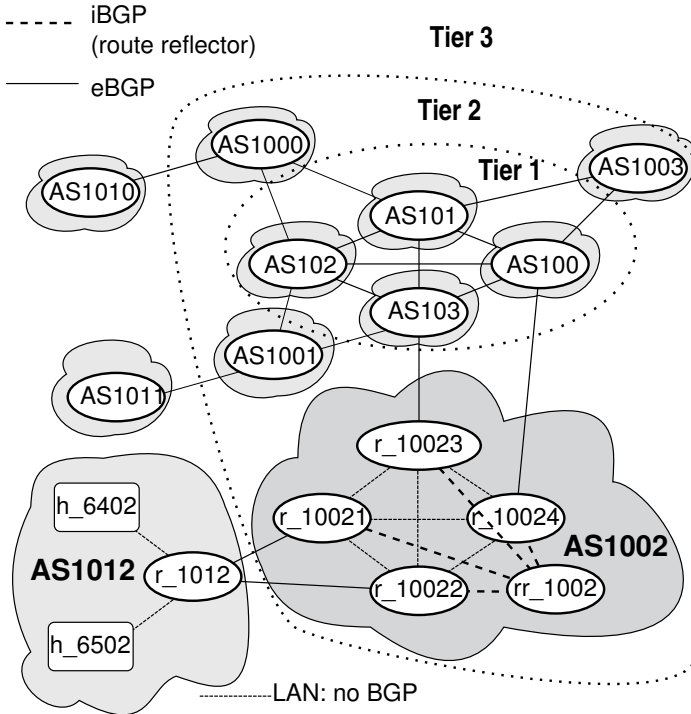 iBGP
(route reflector)
eBGP
Tier 3
Tier 2
Tier 1
AS1000
AS1003
AS1010
AS101
AS102
AS100
AS103
AS1001
AS1011
r_10023
h_6402
r_10021
r_10024
AS1002
AS1012
r_1012
r_10022
rr_1002
h_6502
LAN: no BGP